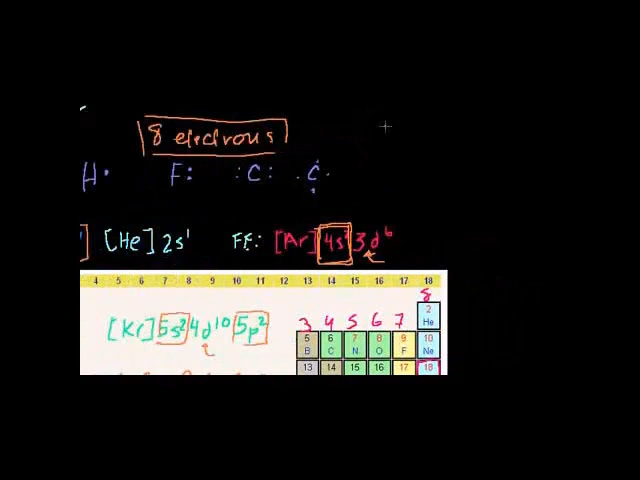 8 electrons
H· F: ·C: ·C·
[He]2s¹ Fe: [Ar]4s²3d⁶
4 5 6 7 8 9 10 11 12 13 14 15 16 17 18
8
2
He
[Kr]5s²4d¹⁰5p² 3 4 5 6 7
5 6 7 8 9 10
B C N O F Ne
13 14 15 16 17 18